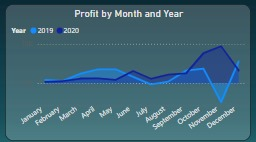 Profit by Month and Year
Year 2019 2020
January
February
March
April
May
June
July
August
September
October
November
December